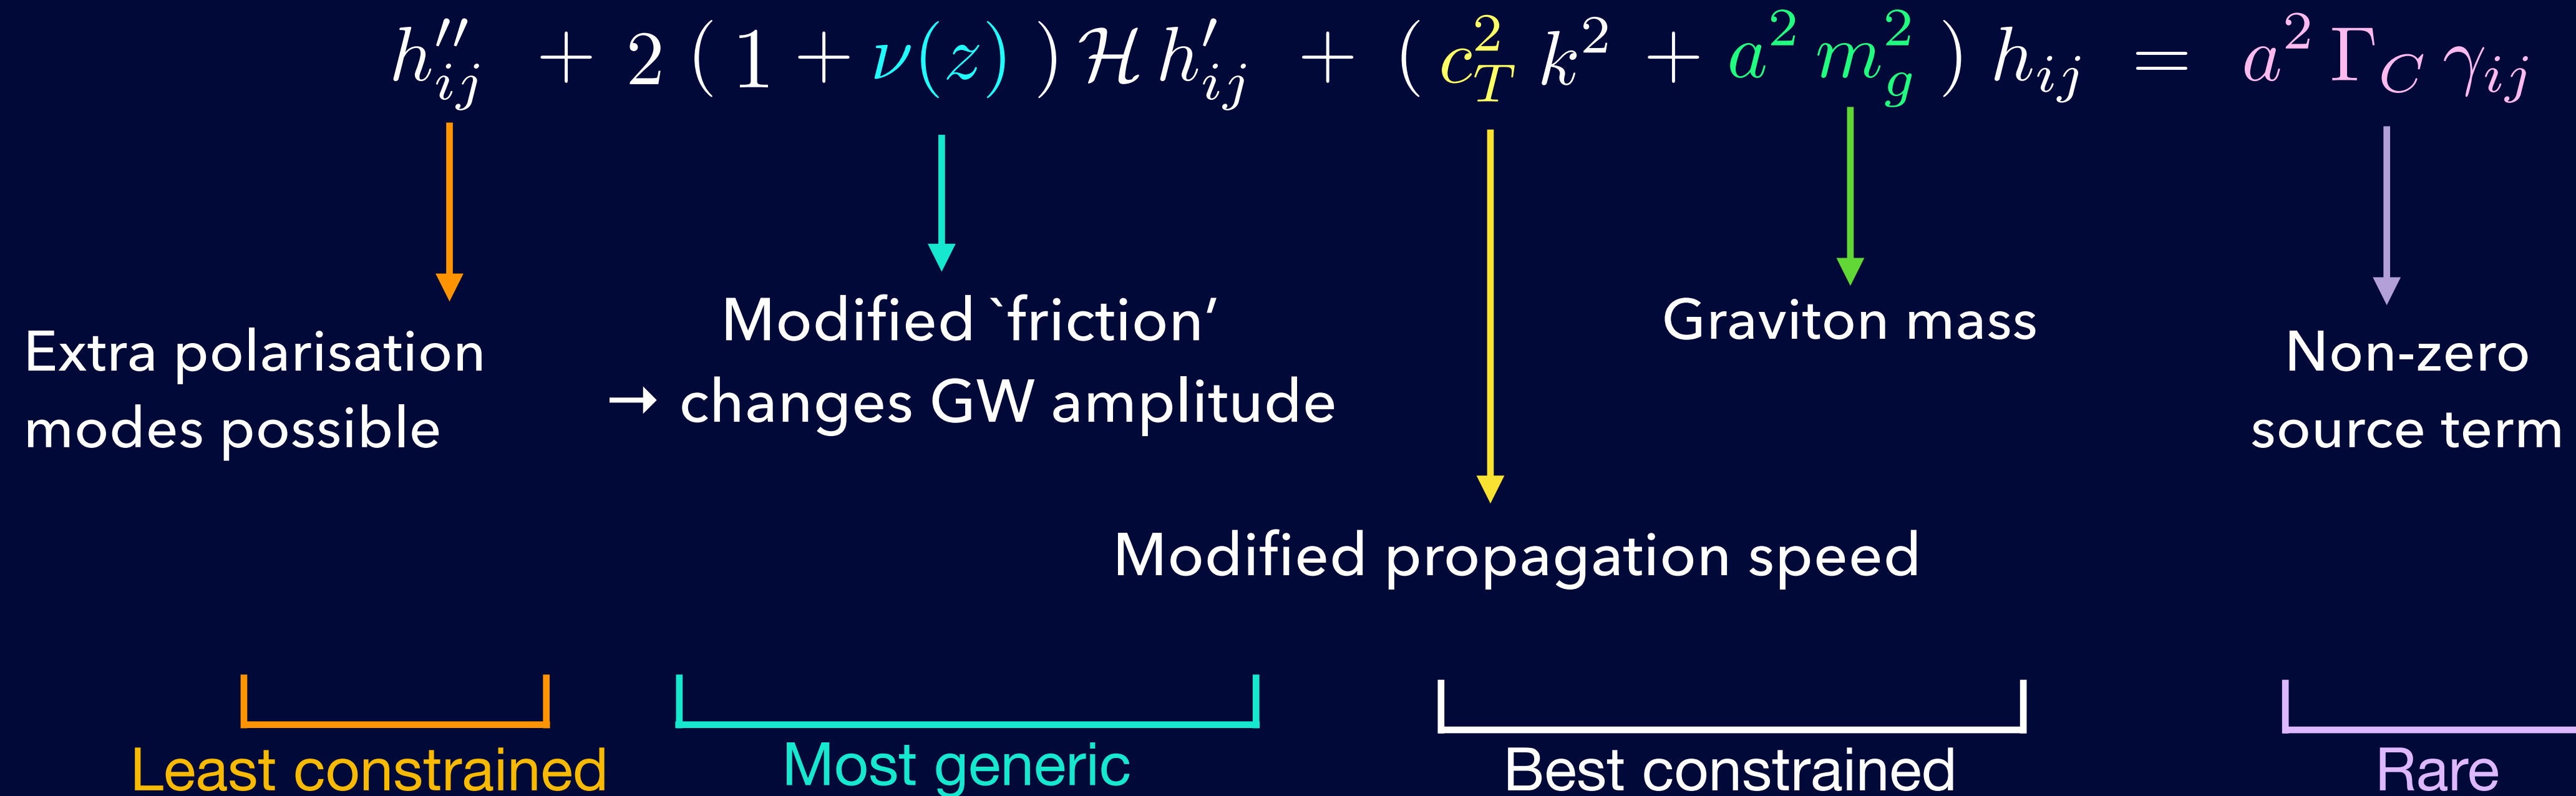 h''_{ij} + 2 ( 1 + ν(z) ) ℋ h'_{ij} + ( c_T^2 k^2 + a^2 m_g^2 ) h_{ij} = a^2 Γ_C γ_{ij}
Extra polarisation
modes possible
Modified `friction’
→ changes GW amplitude
Graviton mass
Non-zero
source term
Modified propagation speed
Least constrained
Most generic
Best constrained
Rare